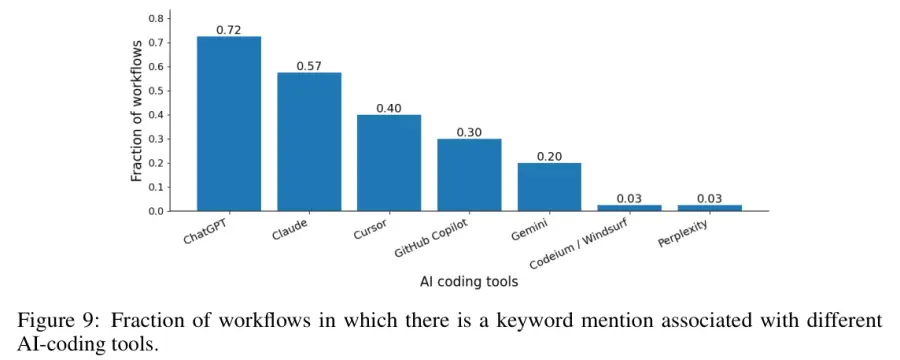 0.8
0.7
0.6
0.5
0.4
0.3
0.2
0.1
0.0
Fraction of workflows
0.72
0.57
0.40
0.30
0.20
0.03
0.03
ChatGPT
Claude
Cursor
GitHub Copilot
Gemini
Codeium / Windsurf
Perplexity
AI coding tools
Figure 9: Fraction of workflows in which there is a keyword mention associated with different
AI-coding tools.